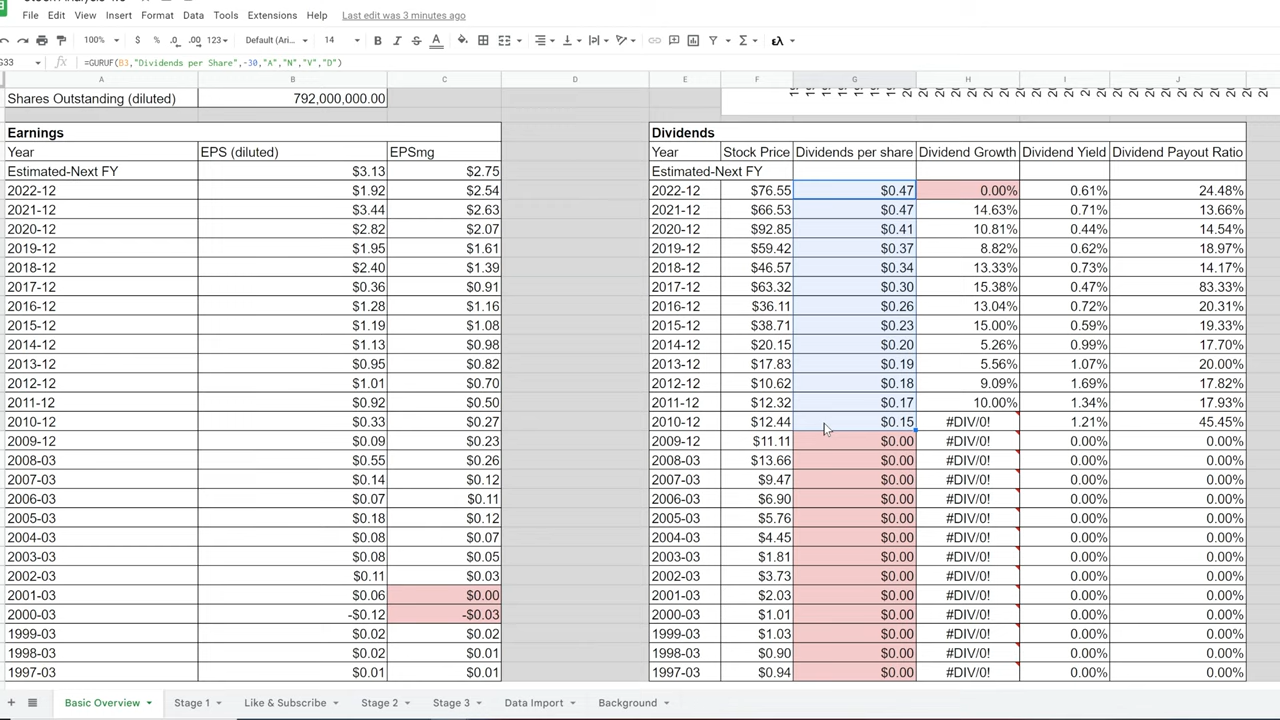 File Edit View Insert Format Data Tools Extensions Help Last edit was 3 minutes ago
100% $ % .0 .00 123 Default (Ari... 14 B I S A
G33 fx =GURUF(B3,"Dividends per Share",-30,"A","N","V","D")
A B C D E F G H I J
Shares Outstanding (diluted) 792,000,000.00
Earnings Dividends
Year EPS (diluted) EPSmg Year Stock Price Dividends per share Dividend Growth Dividend Yield Dividend Payout Ratio
Estimated-Next FY $3.13 $2.75 Estimated-Next FY
2022-12 $1.92 $2.54 2022-12 $76.55 $0.47 0.00% 0.61% 24.48%
2021-12 $3.44 $2.63 2021-12 $66.53 $0.47 14.63% 0.71% 13.66%
2020-12 $2.82 $2.07 2020-12 $92.85 $0.41 10.81% 0.44% 14.54%
2019-12 $1.95 $1.61 2019-12 $59.42 $0.37 8.82% 0.62% 18.97%
2018-12 $2.40 $1.39 2018-12 $46.57 $0.34 13.33% 0.73% 14.17%
2017-12 $0.36 $0.91 2017-12 $63.32 $0.30 15.38% 0.47% 83.33%
2016-12 $1.28 $1.16 2016-12 $36.11 $0.26 13.04% 0.72% 20.31%
2015-12 $1.19 $1.08 2015-12 $38.71 $0.23 15.00% 0.59% 19.33%
2014-12 $1.13 $0.98 2014-12 $20.15 $0.20 5.26% 0.99% 17.70%
2013-12 $0.95 $0.82 2013-12 $17.83 $0.19 5.56% 1.07% 20.00%
2012-12 $1.01 $0.70 2012-12 $10.62 $0.18 9.09% 1.69% 17.82%
2011-12 $0.92 $0.50 2011-12 $12.32 $0.17 10.00% 1.34% 17.93%
2010-12 $0.33 $0.27 2010-12 $12.44 $0.15 #DIV/0! 1.21% 45.45%
2009-12 $0.09 $0.23 2009-12 $11.11 $0.00 #DIV/0! 0.00% 0.00%
2008-03 $0.55 $0.26 2008-03 $13.66 $0.00 #DIV/0! 0.00% 0.00%
2007-03 $0.14 $0.12 2007-03 $9.47 $0.00 #DIV/0! 0.00% 0.00%
2006-03 $0.07 $0.11 2006-03 $6.90 $0.00 #DIV/0! 0.00% 0.00%
2005-03 $0.18 $0.12 2005-03 $5.76 $0.00 #DIV/0! 0.00% 0.00%
2004-03 $0.08 $0.07 2004-03 $4.45 $0.00 #DIV/0! 0.00% 0.00%
2003-03 $0.08 $0.05 2003-03 $1.81 $0.00 #DIV/0! 0.00% 0.00%
2002-03 $0.11 $0.03 2002-03 $3.73 $0.00 #DIV/0! 0.00% 0.00%
2001-03 $0.06 $0.00 2001-03 $2.03 $0.00 #DIV/0! 0.00% 0.00%
2000-03 -$0.12 -$0.03 2000-03 $1.01 $0.00 #DIV/0! 0.00% 0.00%
1999-03 $0.02 $0.02 1999-03 $1.03 $0.00 #DIV/0! 0.00% 0.00%
1998-03 $0.02 $0.01 1998-03 $0.90 $0.00 #DIV/0! 0.00% 0.00%
1997-03 $0.01 $0.01 1997-03 $0.94 $0.00 #DIV/0! 0.00% 0.00%
Basic Overview Stage 1 Like & Subscribe Stage 2 Stage 3 Data Import Background